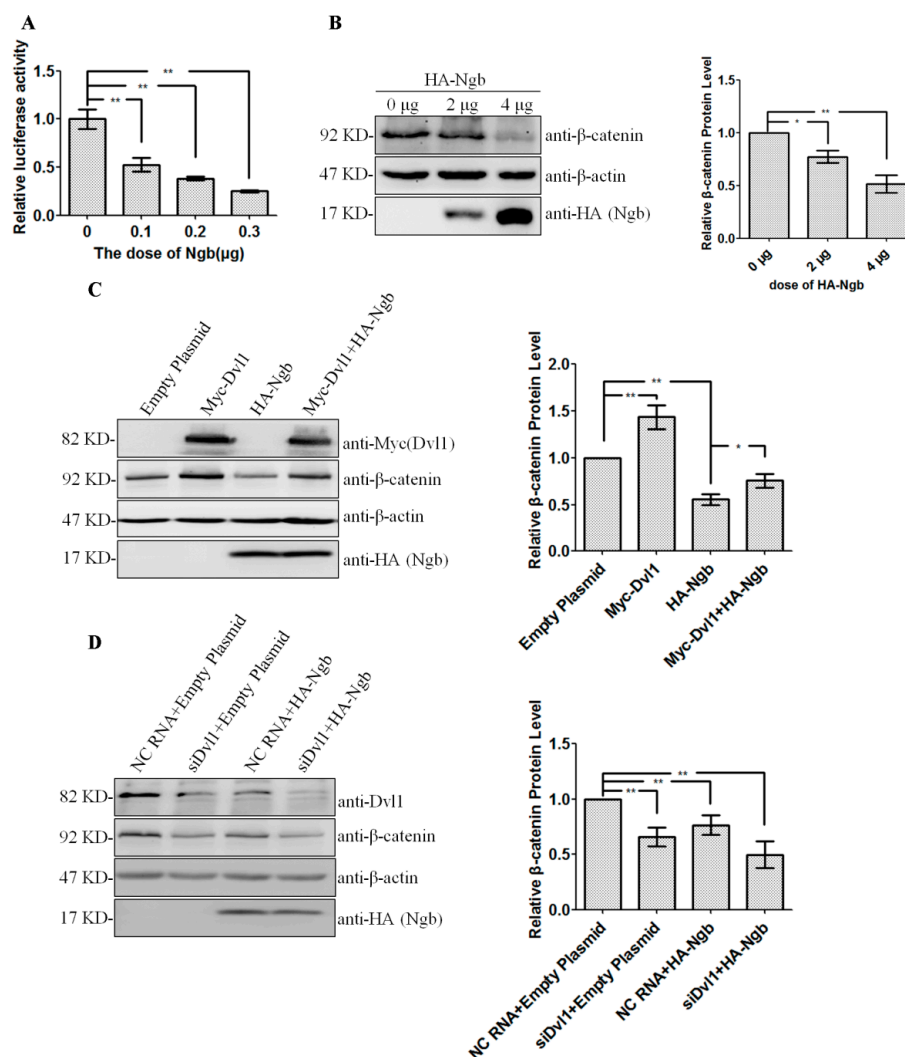 A
Relative luciferase activity
1.5
1.0
0.5
0.0
**
**
**
0 0.1 0.2 0.3
The dose of Ngb(μg)
B
HA-Ngb
0 μg 2 μg 4 μg
92 KD- anti-β-catenin
47 KD- anti-β-actin
17 KD- anti-HA (Ngb)
Relative β-catenin Protein Level
1.5
1.0
0.5
0.0
**
*
0 μg 2 μg 4 μg
dose of HA-Ngb
C
Empty Plasmid Myc-Dvl1 HA-Ngb Myc-Dvl1+HA-Ngb
82 KD- anti-Myc(Dvl1)
92 KD- anti-β-catenin
47 KD- anti-β-actin
17 KD- anti-HA (Ngb)
Relative β-catenin Protein Level
2.0
1.5
1.0
0.5
0.0
**
**
*
Empty Plasmid Myc-Dvl1 HA-Ngb Myc-Dvl1+HA-Ngb
D
NC RNA+Empty Plasmid siDvl1+Empty Plasmid NC RNA+HA-Ngb siDvl1+HA-Ngb
82 KD- anti-Dvl1
92 KD- anti-β-catenin
47 KD- anti-β-actin
17 KD- anti-HA (Ngb)
Relative β-catenin Protein Level
1.5
1.0
0.5
0.0
**
**
**
NC RNA+Empty Plasmid siDvl1+Empty Plasmid NC RNA+HA-Ngb siDvl1+HA-Ngb